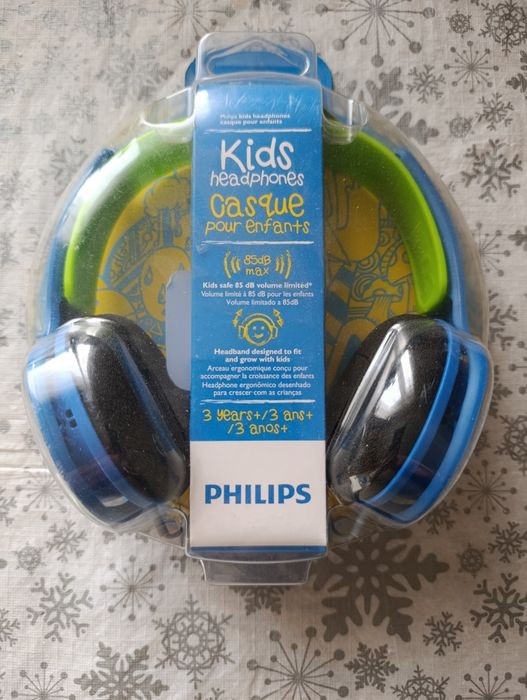 Philips kids headphones
casque pour enfants
Kids
headphones
Casque
pour enfants
85dB
max
Kids safe 85 dB volume limited*
Volume limité à 85 dB pour les enfants
Volume limitado a 85dB
Headband designed to fit
and grow with kids
Arceau ergonomique conçu pour
accompagner la croissance des enfants
Headphone ergonômico desenhado
para crescer com as crianças
3 years+/3 ans+
/3 anos+
PHILIPS